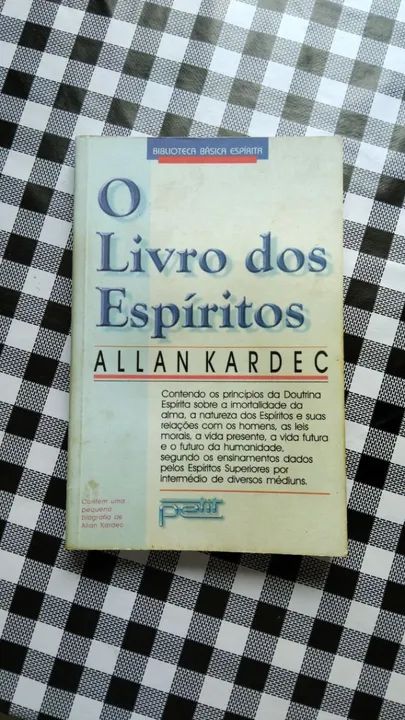 BIBLIOTECA BÁSICA ESPÍRITA
O
Livro dos
Espíritos
ALLAN KARDEC
Contendo os princípios da Doutrina
Espírita sobre a imortalidade da
alma, a natureza dos Espíritos e suas
relações com os homens, as leis
morais, a vida presente, a vida futura
e o futuro da humanidade,
segundo os ensinamentos dados
pelos Espíritos Superiores por
intermédio de diversos médiuns.
Contém uma
pequena
biografia de
Allan Kardec
petit